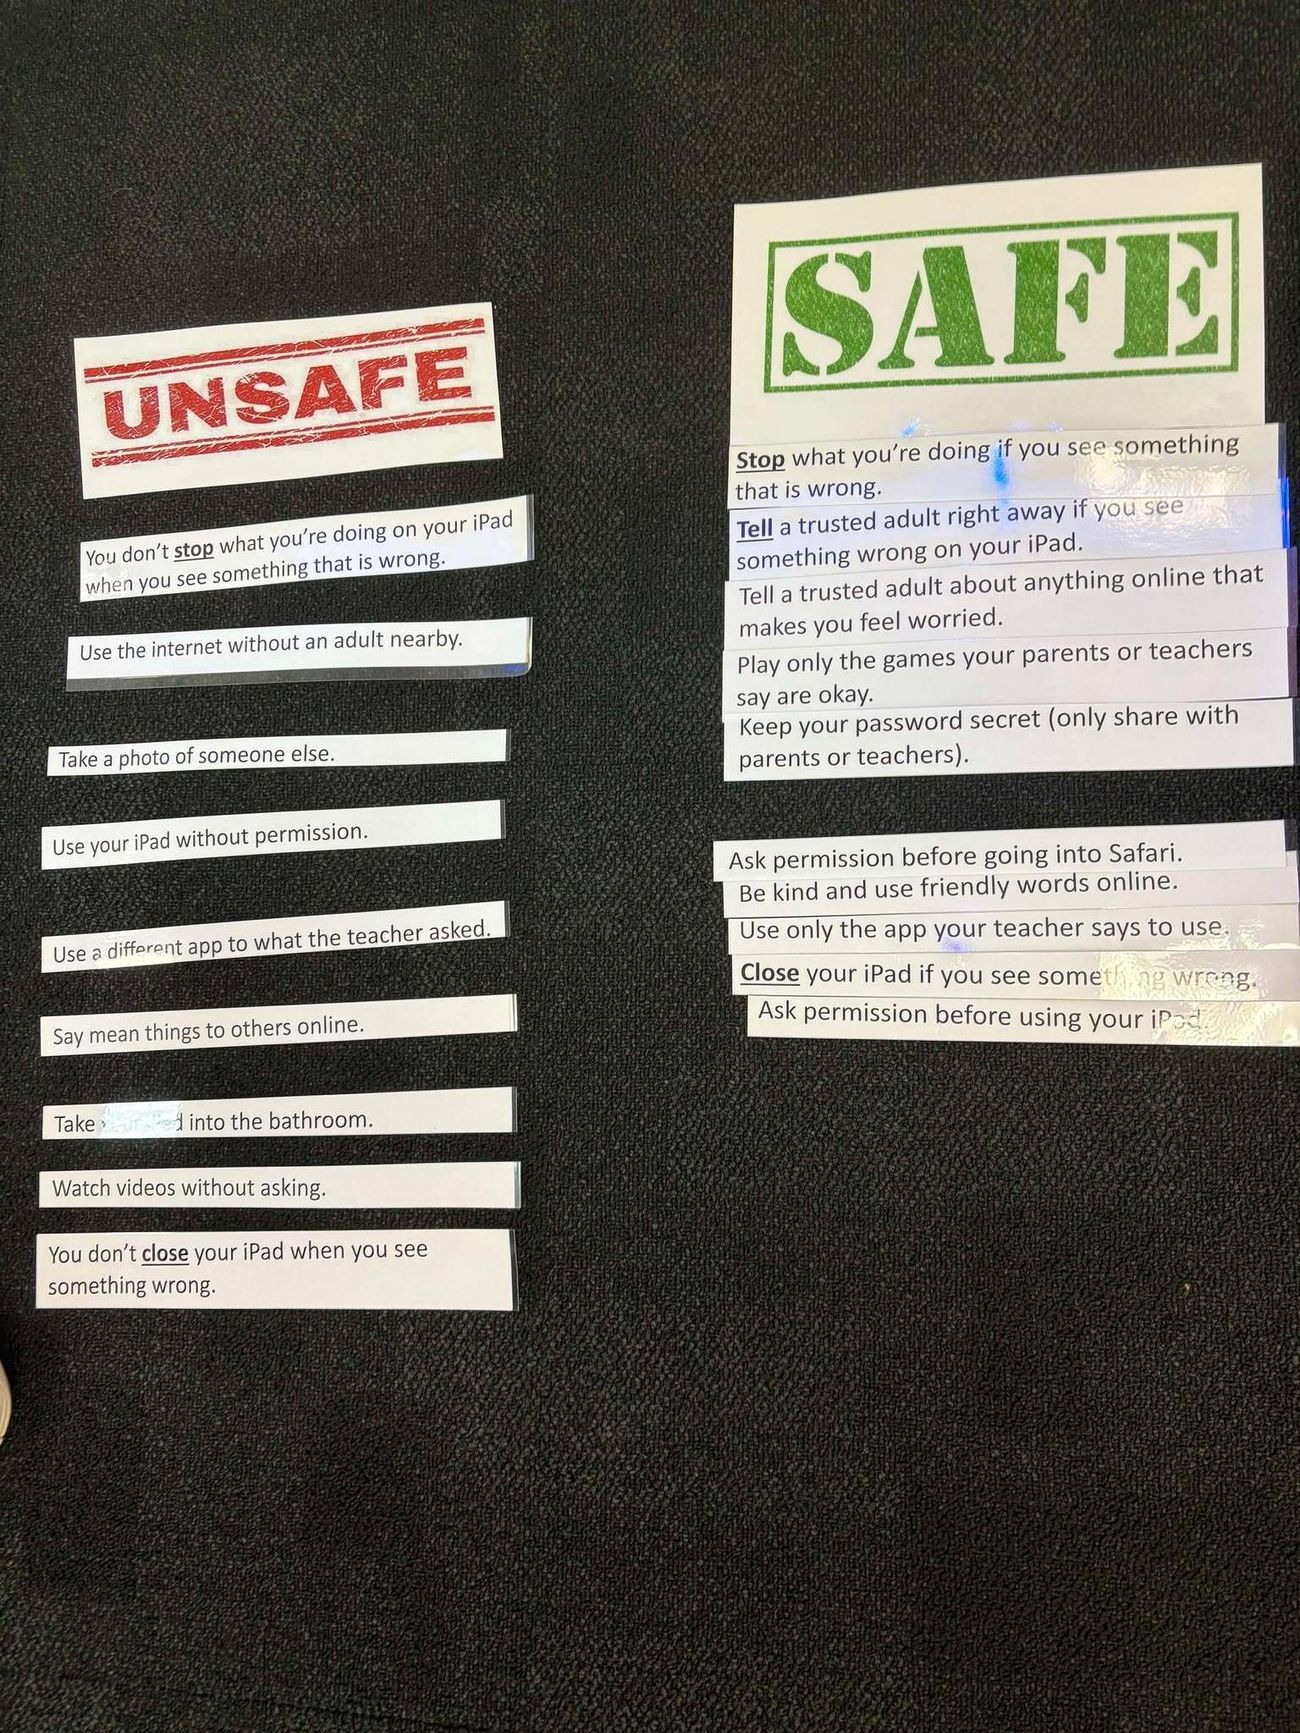 UNSAFE
You don't stop what you're doing on your iPad
when you see something that is wrong.
Use the internet without an adult nearby.
Take a photo of someone else.
Use your iPad without permission.
Use a different app to what the teacher asked.
Say mean things to others online.
Take into the bathroom.
Watch videos without asking.
You don't close your iPad when you see
something wrong.
SAFE
Stop what you're doing if you see something
that is wrong.
Tell a trusted adult right away if you see
something wrong on your iPad.
Tell a trusted adult about anything online that
makes you feel worried.
Play only the games your parents or teachers
say are okay.
Keep your password secret (only share with
parents or teachers).
Ask permission before going into Safari.
Be kind and use friendly words online.
Use only the app your teacher says to use.
Close your iPad if you see something wrong.
Ask permission before using your iPad.